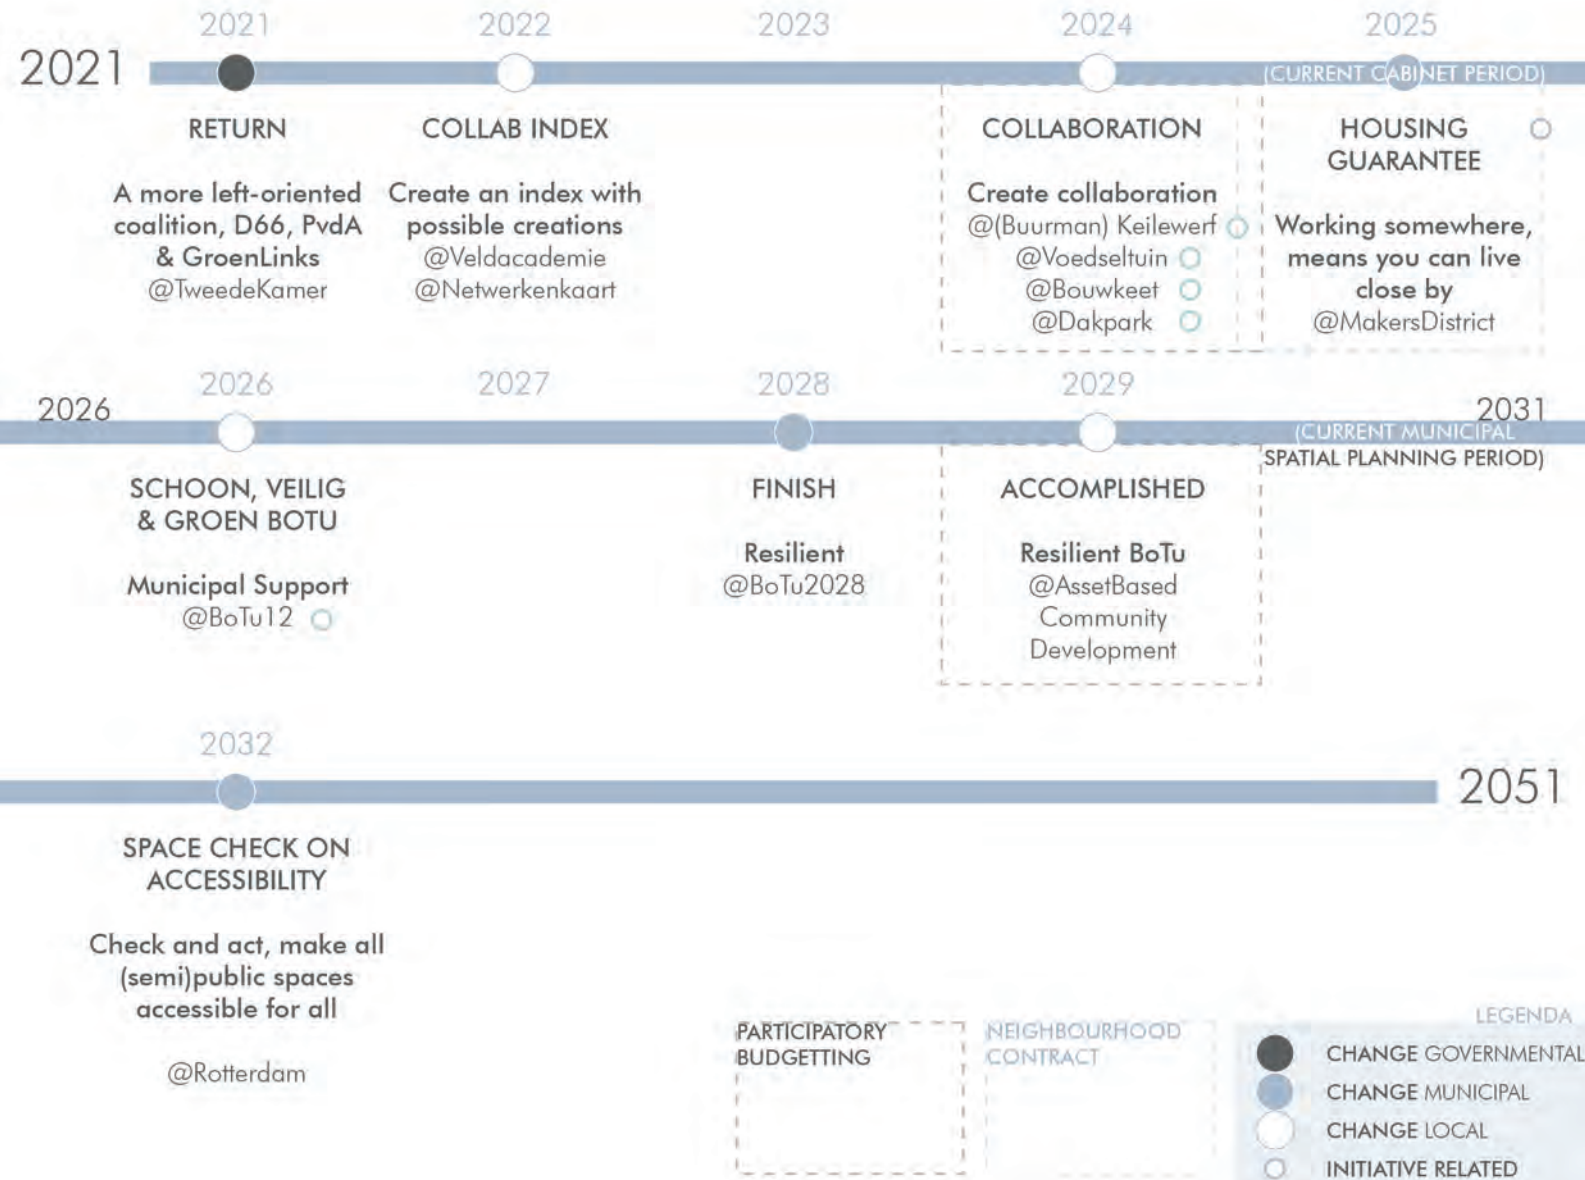 2021 2022 2023 2024 2025
2021
(CURRENT CABINET PERIOD)
RETURN
A more left-oriented
coalition, D66, PvdA
& GroenLinks
@TweedeKamer
COLLAB INDEX
Create an index with
possible creations
@Veldacademie
@Netwerkenkaart
COLLABORATION
Create collaboration
@(Buurman) Keilewerf
@Voedseltuin
@Bouwkeet
@Dakpark
HOUSING
GUARANTEE
Working somewhere,
means you can live
close by
@MakersDistrict
2026 2027 2028 2029
2026
2031
(CURRENT MUNICIPAL
SPATIAL PLANNING PERIOD)
SCHOON, VEILIG
& GROEN BOTU
Municipal Support
@BoTu12
FINISH
Resilient
@BoTu2028
ACCOMPLISHED
Resilient BoTu
@AssetBased
Community
Development
2032
2051
SPACE CHECK ON
ACCESSIBILITY
Check and act, make all
(semi)public spaces
accessible for all
@Rotterdam
PARTICIPATORY
BUDGETTING
NEIGHBOURHOOD
CONTRACT
LEGENDA
CHANGE GOVERNMENTAL
CHANGE MUNICIPAL
CHANGE LOCAL
INITIATIVE RELATED